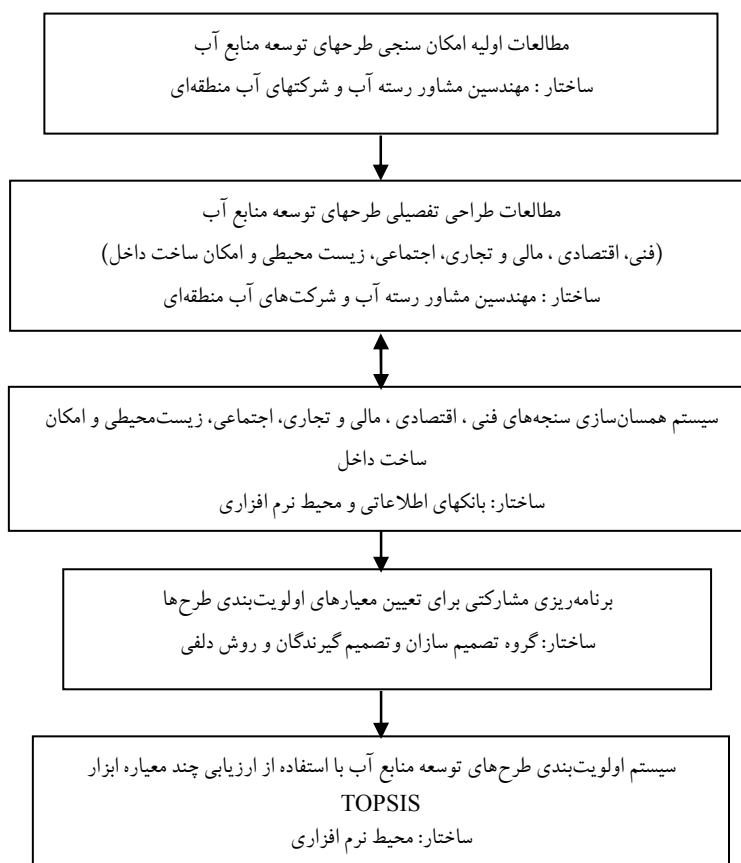 مطالعات اولیه امکان سنجی طرحهای توسعه منابع آب
ساختار : مهندسین مشاور رسته آب و شرکتهای آب منطقه‌ای
مطالعات طراحی تفصیلی طرحهای توسعه منابع آب
(فنی، اقتصادی ، مالی و تجاری، اجتماعی، زیست محیطی و امکان ساخت داخل)
ساختار : مهندسین مشاور رسته آب و شرکت‌های آب منطقه‌ای
سیستم همسان‌سازی سنجه‌های فنی ، اقتصادی ، مالی و تجاری، اجتماعی، زیست‌محیطی و امکان
ساخت داخل
ساختار: بانکهای اطلاعاتی و محیط نرم افزاری
برنامه‌ریزی مشارکتی برای تعیین معیارهای اولویت‌بندی طرح‌ها
ساختار: گروه تصمیم سازان و تصمیم گیرندگان و روش دلفی
سیستم اولویت‌بندی طرح‌های توسعه منابع آب با استفاده از ارزیابی چند معیاره ابزار
TOPSIS
ساختار: محیط نرم افزاری